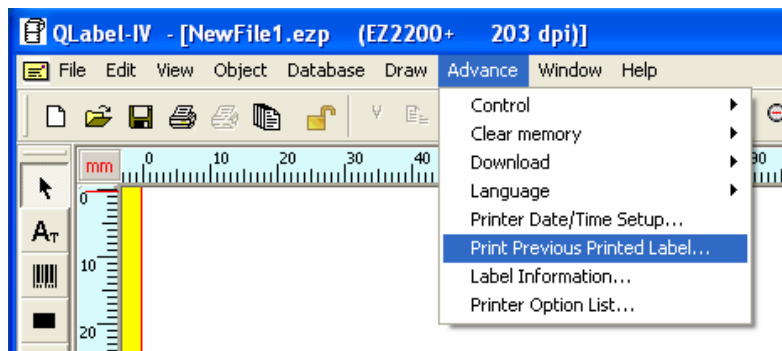 QLabel-IV - [NewFile1.ezp (EZ2200+ 203 dpi)]
File Edit View Object Database Draw Advance Window Help
Control
Clear memory
Download
Language
Printer Date/Time Setup...
Print Previous Printed Label...
Label Information...
Printer Option List...
mm 0 10 20 30 40 90
0
A T
10
20